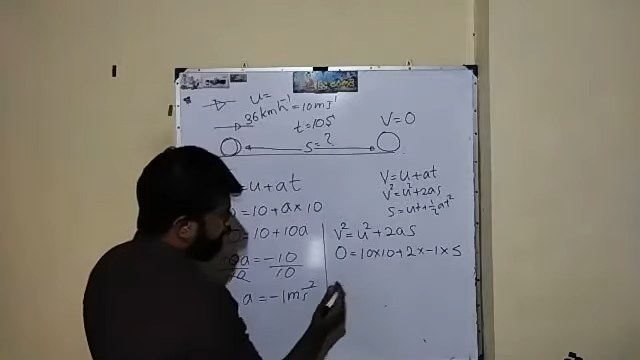 u=
36kmh⁻¹ = 10ms⁻¹
t=10s
V=0
s=?
V=u+at
V²=u²+2as
s=ut+½at²
=u+at
=10+a×10
=10+10a
a=-10
10
a=-1ms⁻²
V²=u²+2as
0=10×10+2×-1×s